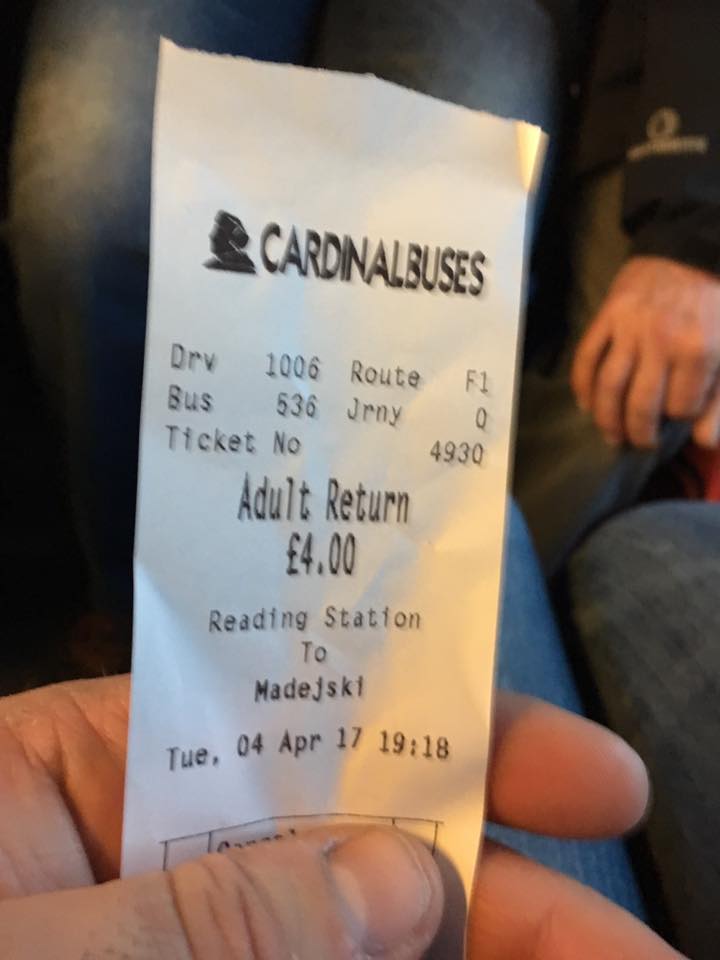 CARDINALBUSES
Drv 1006 Route F1
Bus 536 Jrny 0
Ticket No 4930
Adult Return
£4.00
Reading Station
To
Madejski
Tue, 04 Apr 17 19:18